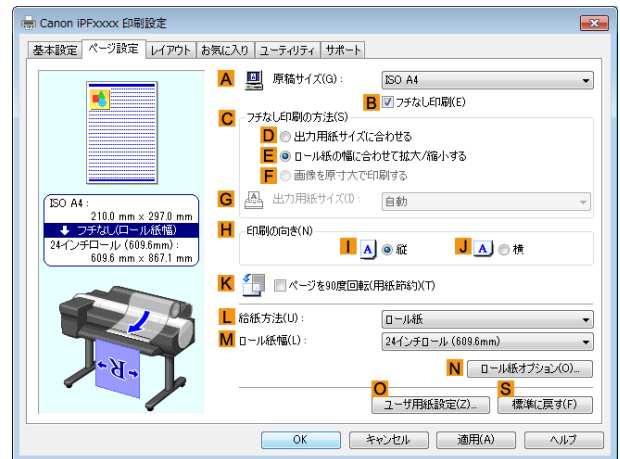 Canon iPFxxxx 印刷設定
基本設定 ページ設定 レイアウト お気に入り ユーティリティ サポート
A 原稿サイズ(G): ISO A4
B フチなし印刷(E)
C フチなし印刷の方法(S)
D 出力用紙サイズに合わせる
E ロール紙の幅に合わせて拡大/縮小する
F 画像を原寸大で印刷する
G 出力用紙サイズ(I): 自動
H 印刷の向き(N)
I A 縦 J A 横
K ページを90度回転(用紙節約)(T)
L 給紙方法(U): ロール紙
M ロール紙幅(L): 24インチロール (609.6mm)
N ロール紙オプション(O)...
O S
ユーザ用紙設定(Z)... 標準に戻す(F)
ISO A4:
210.0 mm x 297.0 mm
フチなし(ロール紙幅)
24インチロール (609.6mm):
609.6 mm x 867.1 mm
R
OK キャンセル 適用(A) ヘルプ